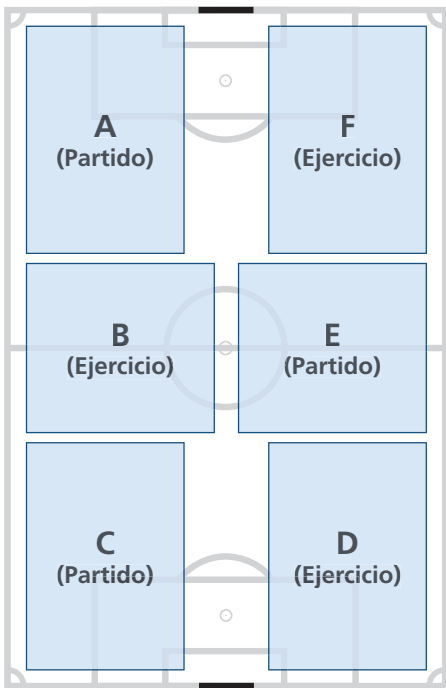 A
(Partido)
F
(Ejercicio)
B
(Ejercicio)
E
(Partido)
C
(Partido)
D
(Ejercicio)